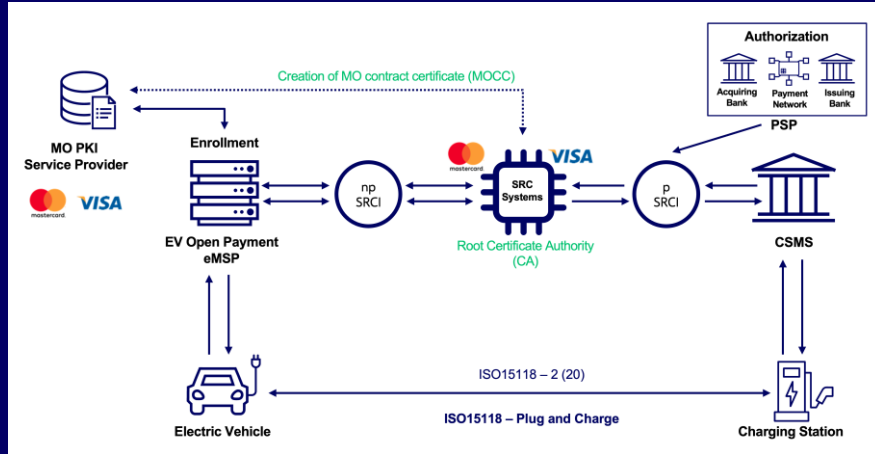 Authorization
Acquiring
Bank
Payment
Network
Issuing
Bank
PSP
Creation of MO contract certificate (MOCC)
MO PKI
Service Provider
mastercard
VISA
Enrollment
EV Open Payment
eMSP
np
SRCI
mastercard
VISA
SRC
Systems
Root Certificate Authority
(CA)
p
SRCI
CSMS
ISO15118 – 2 (20)
ISO15118 – Plug and Charge
Electric Vehicle
Charging Station